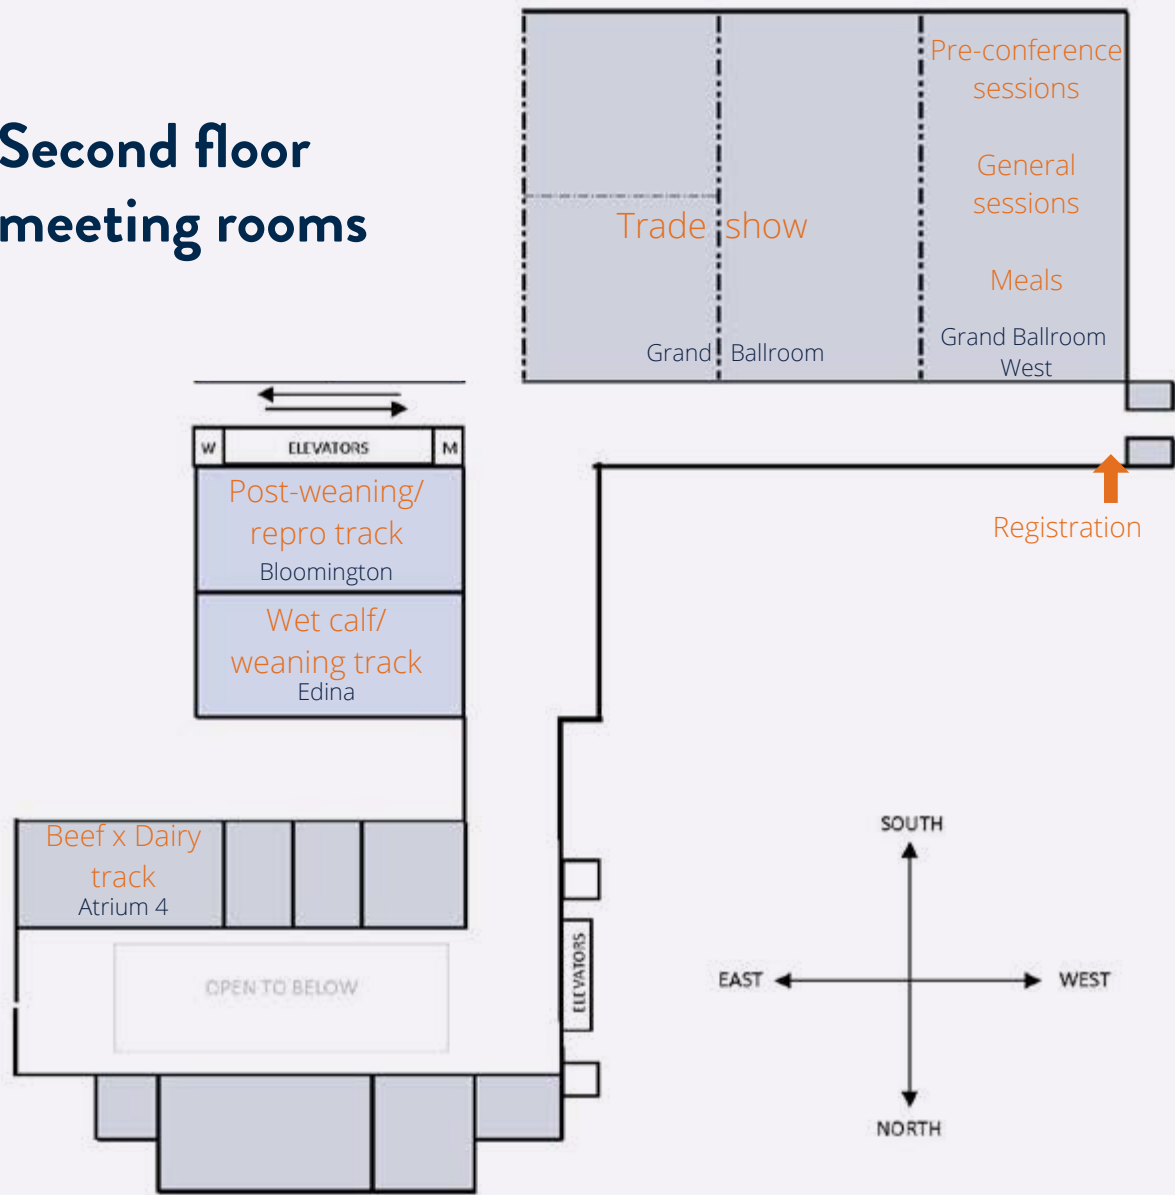 Second floor
meeting rooms
Pre-conference
sessions
General
sessions
Meals
Grand Ballroom
West
Trade show
Grand Ballroom
W
ELEVATORS
M
Post-weaning/
repro track
Bloomington
Wet calf/
weaning track
Edina
Registration
Beef x Dairy
track
Atrium 4
OPEN TO BELOW
ELEVATORS
SOUTH
EAST
WEST
NORTH